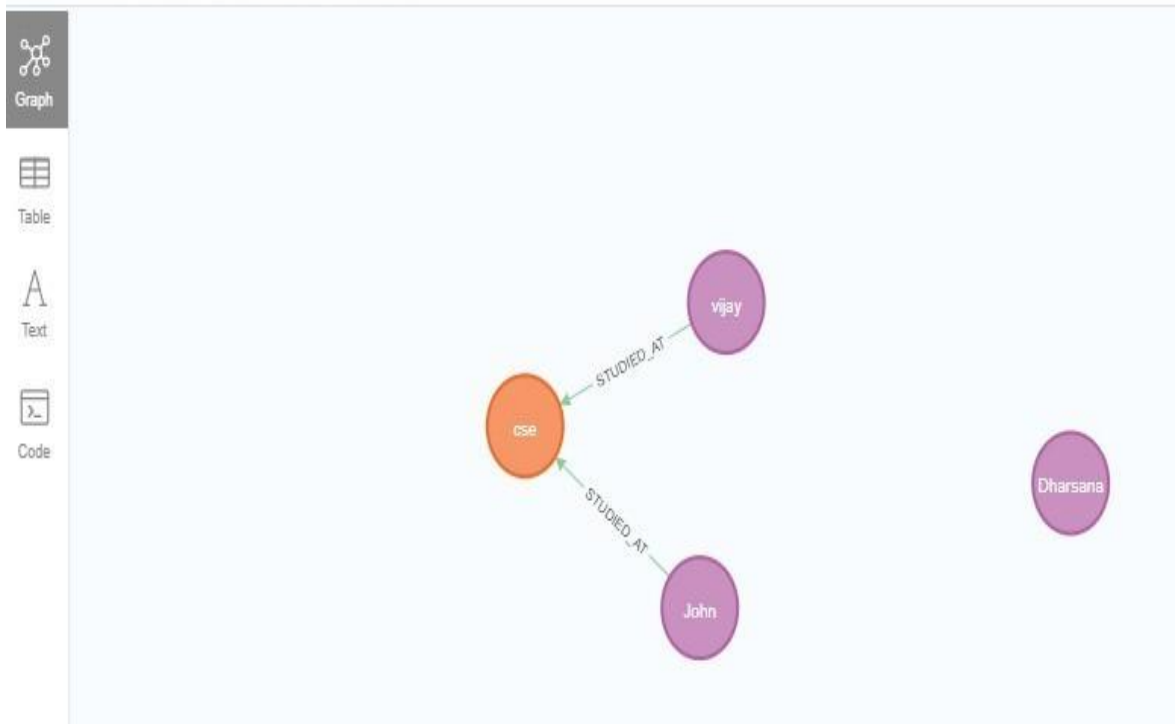 Graph
Table
Text
Code
vijay
STUDIED_AT
cse
Dharsana
STUDIED_AT
John